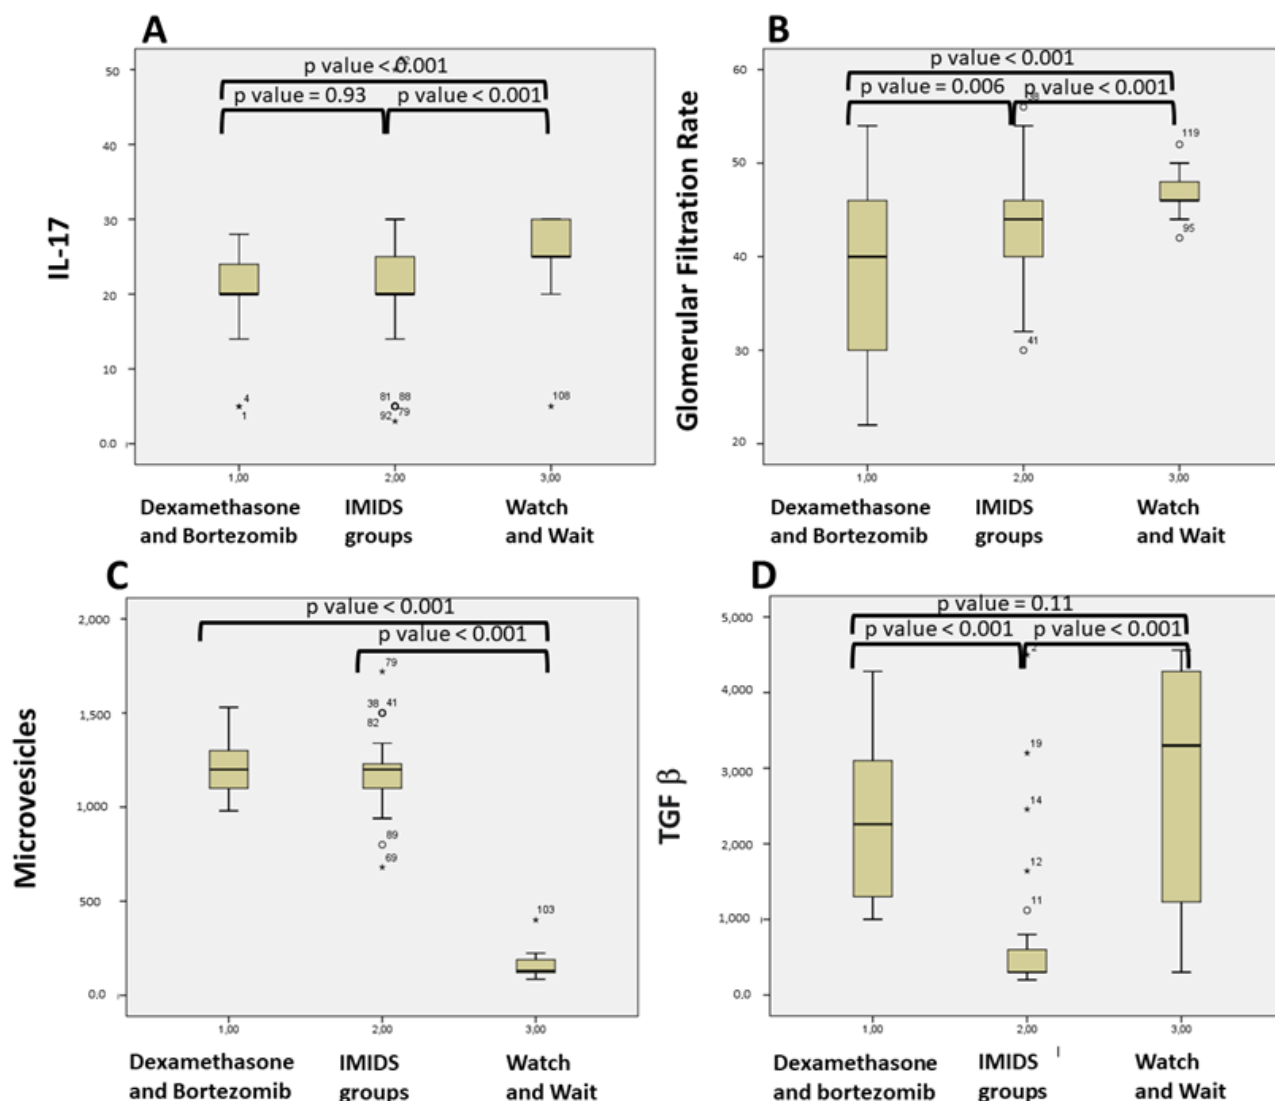 A
p value < 0.001
p value = 0.93 p value < 0.001
IL-17
50
40
30
20
10
0.0
4
1
81 88
92 79
108
1,00 2,00 3,00
Dexamethasone IMIDS Watch
and Bortezomib groups and Wait
B
p value < 0.001
p value = 0.006 p value < 0.001
Glomerular Filtration Rate
60
50
40
30
20
41
119
95
1,00 2,00 3,00
Dexamethasone IMIDS Watch
and Bortezomib groups and Wait
C
p value < 0.001
p value < 0.001
Microvesicles
2,000
1,500
1,000
500
0.0
79
38 41
82
89
69
103
1,00 2,00 3,00
Dexamethasone IMIDS Watch
and Bortezomib groups and Wait
D
p value = 0.11
p value < 0.001 p value < 0.001
TGF β
5,000
4,000
3,000
2,000
1,000
0.0
2
19
14
12
11
1,00 2,00 3,00
Dexamethasone IMIDS Watch
and bortezomib groups and Wait